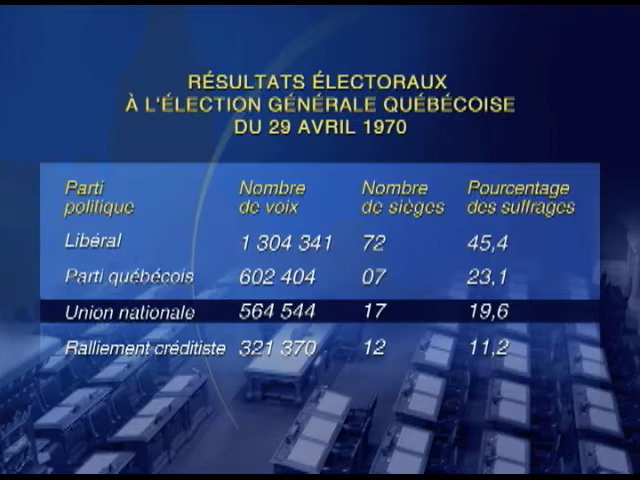 RÉSULTATS ÉLECTORAUX
À L'ÉLECTION GÉNÉRALE QUÉBÉCOISE
DU 29 AVRIL 1970
Parti politique Nombre de voix Nombre de sièges Pourcentage des suffrages
Libéral 1 304 341 72 45,4
Parti québécois 602 404 07 23,1
Union nationale 564 544 17 19,6
Ralliement créditiste 321 370 12 11,2